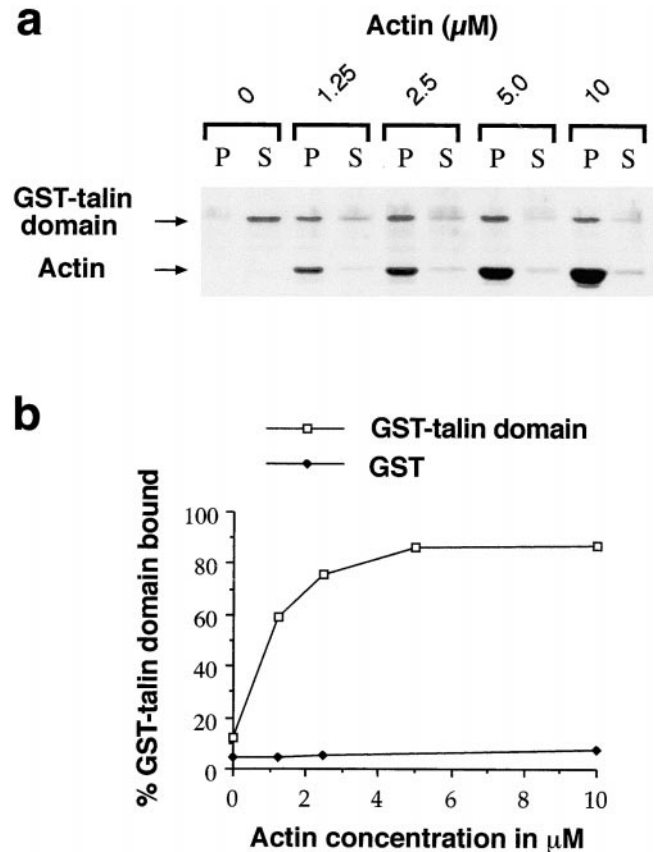 a
Actin (μM)
0 1.25 2.5 5.0 10
P S P S P S P S P S
GST-talin domain
Actin
b
GST-talin domain
GST
% GST-talin domain bound
100
80
60
40
20
0
0 2 4 6 8 10
Actin concentration in μM